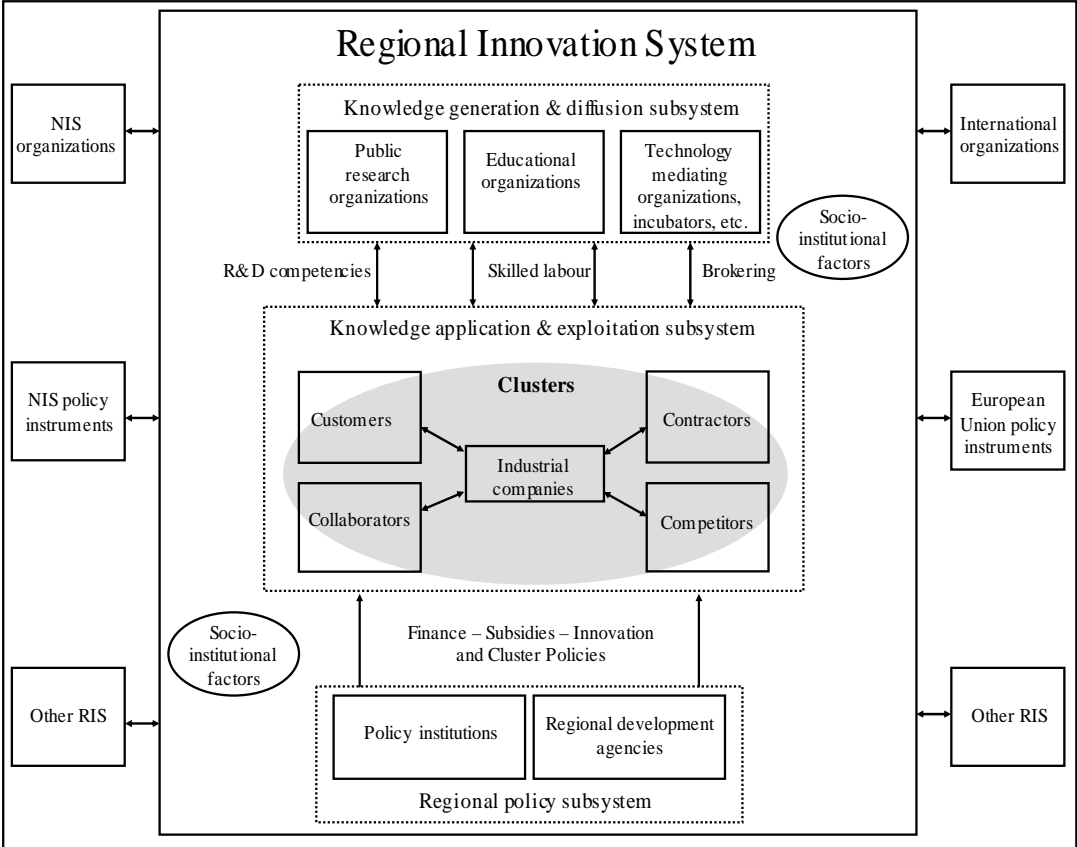 Regional Innovation System
Knowledge generation & diffusion subsystem
Public
research
organizations
Educational
organizations
Technology
mediating
organizations,
incubators, etc.
NIS
organizations
International
organizations
Socio-
institutional
factors
R&D competencies
Skilled labour
Brokering
Knowledge application & exploitation subsystem
Clusters
Customers
Contractors
Industrial
companies
Collaborators
Competitors
NIS policy
instruments
European
Union policy
instruments
Finance – Subsidies – Innovation
and Cluster Policies
Socio-
institutional
factors
Other RIS
Policy institutions
Regional development
agencies
Other RIS
Regional policy subsystem